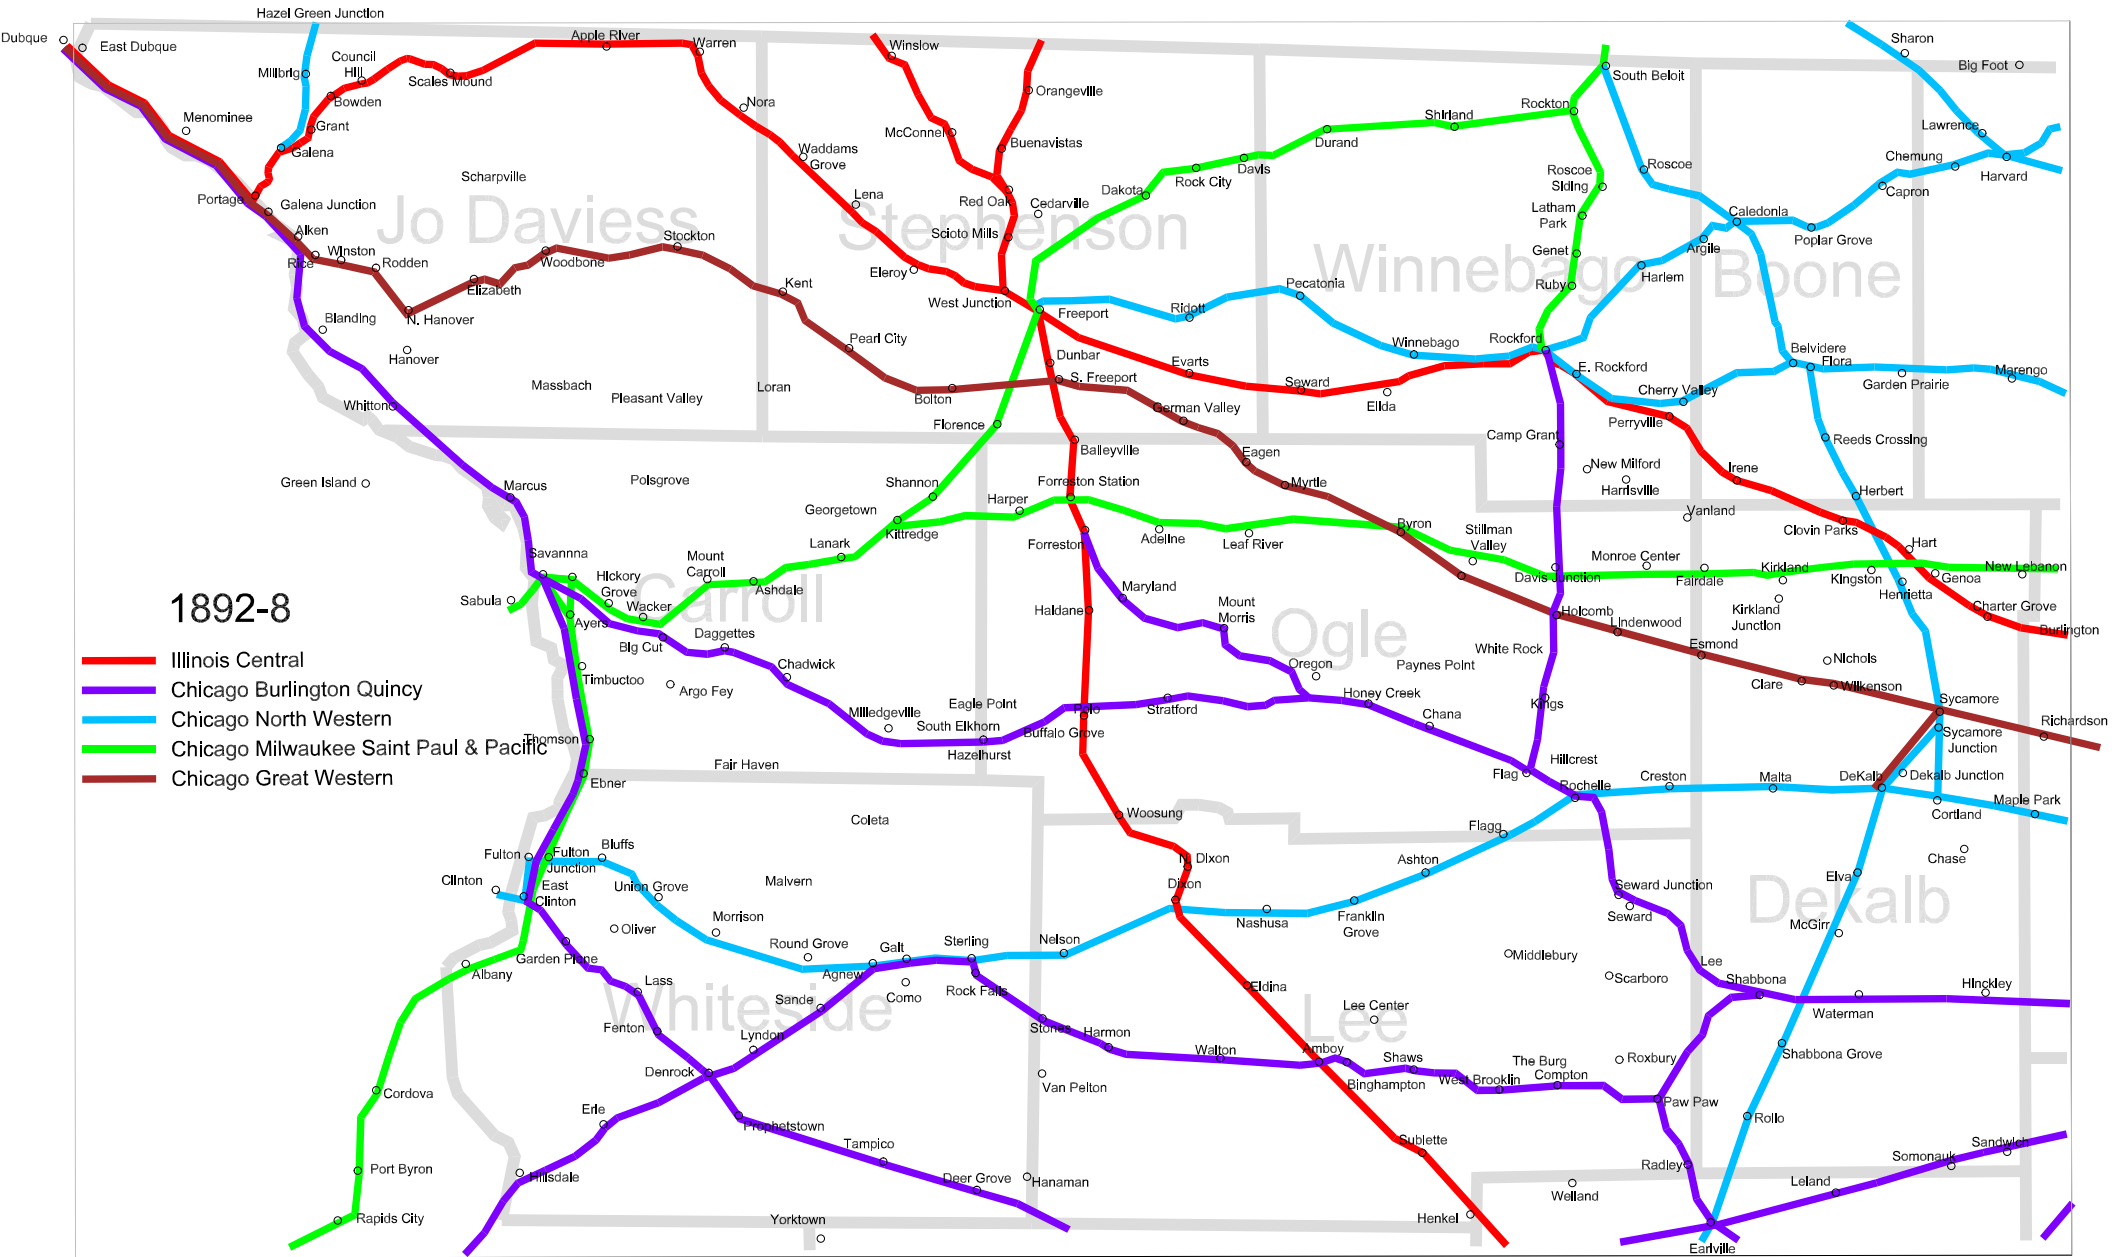 Hazel Green Junction
Dubque
East Dubque
Council
Hill
Apple River
Warren
Winslow
Sharon
Big Foot
Millbrig
Scales Mound
South Beloit
Bowden
Nora
Orangeville
Rockton
Menominee
Grant
McConnel
Shirland
Lawrence
Galena
Waddams
Grove
Buenavistas
Durand
Chemung
Scharpville
Davis
Roscoe
Siding
Roscoe
Harvard
Portage
Galena Junction
Lena
Red Oak
Cedarville
Dakota
Rock City
Capron
Jo Daviess
Stephenson
Latham
Park
Caledonia
Aiken
Winston
Stockton
Scioto Mills
Poplar Grove
Rice
Rodden
Woodbone
Eleroy
Winnebago
Genet
Argile
Harlem
Boone
Elizabeth
Kent
West Junction
Freeport
Ridott
Pecatonia
Ruby
Blanding
N. Hanover
Hanover
Pearl City
Dunbar
Evarts
Winnebago
Rockford
Belvidere
Flora
Massbach
Pleasant Valley
Loran
Bolton
S. Freeport
Seward
Ellda
E. Rockford
Cherry Valley
Garden Prairie
Marengo
Whitton
Florence
German Valley
Perryville
Camp Grant
Reeds Crossing
Balleyville
Eagen
New Milford
Irene
Green Island
Marcus
Polsgrove
Shannon
Harper
Forreston Station
Myrtle
Harrisville
Herbert
Georgetown
Kittredge
Vanland
Clovin Parks
Lanark
Forreston
Adeline
Leaf River
Byron
Stillman
Valley
Hart
Savannna
Mount
Carroll
Monroe Center
Hickory
Grove
Carroll
Ashdale
Davis Junction
Fairdale
Kirkland
Kingston
Genoa
New Lebanon
Sabula
Wacker
Maryland
Henrietta
1892-8
Ayers
Haldane
Mount
Morris
Holcomb
Kirkland
Junction
Charter Grove
Big Cut
Daggettes
Ogle
Lindenwood
Burlington
Illinois Central
Chadwick
Oregon
Paynes Point
White Rock
Esmond
Nichols
Timbuctoo
Argo Fey
Clare
Wilkenson
Chicago Burlington Quincy
Milledgeville
Eagle Point
Polo
Stratford
Honey Creek
Kings
Sycamore
Chicago North Western
South Elkhorn
Buffalo Grove
Chana
Richardson
Sycamore
Junction
Chicago Milwaukee Saint Paul & Pacific
Thomson
Hazelhurst
Chicago Great Western
Ebner
Fair Haven
Flag
Hillcrest
Rochelle
Creston
Malta
DeKalb
Dekalb Junction
Maple Park
Coleta
Woosung
Flagg
Cortland
Fulton
Fulton
Junction
Bluffs
N. Dixon
Ashton
Chase
Clinton
East
Clinton
Union Grove
Malvern
Dixon
Seward Junction
Seward
Elva
Dekalb
Oliver
Morrison
Nashusa
Franklin
Grove
McGirr
Garden Plane
Round Grove
Agnew
Galt
Sterling
Nelson
Middlebury
Albany
Lass
Como
Rock Falls
Eldina
Scarboro
Lee
Shabbona
Hinckley
Whiteside
Sande
Lee Center
Lee
Waterman
Fenton
Lyndon
Stones
Harmon
Walton
Amboy
Shaws
The Burg
Compton
Roxbury
Shabbona Grove
Denrock
Van Pelton
Binghampton
West Brooklin
Cordova
Erie
Paw Paw
Rollo
Prophetstown
Tampico
Sublette
Port Byron
Hillsdale
Deer Grove
Hanaman
Radley
Somonauk
Sandwich
Welland
Leland
Rapids City
Yorktown
Henkel
Earlville